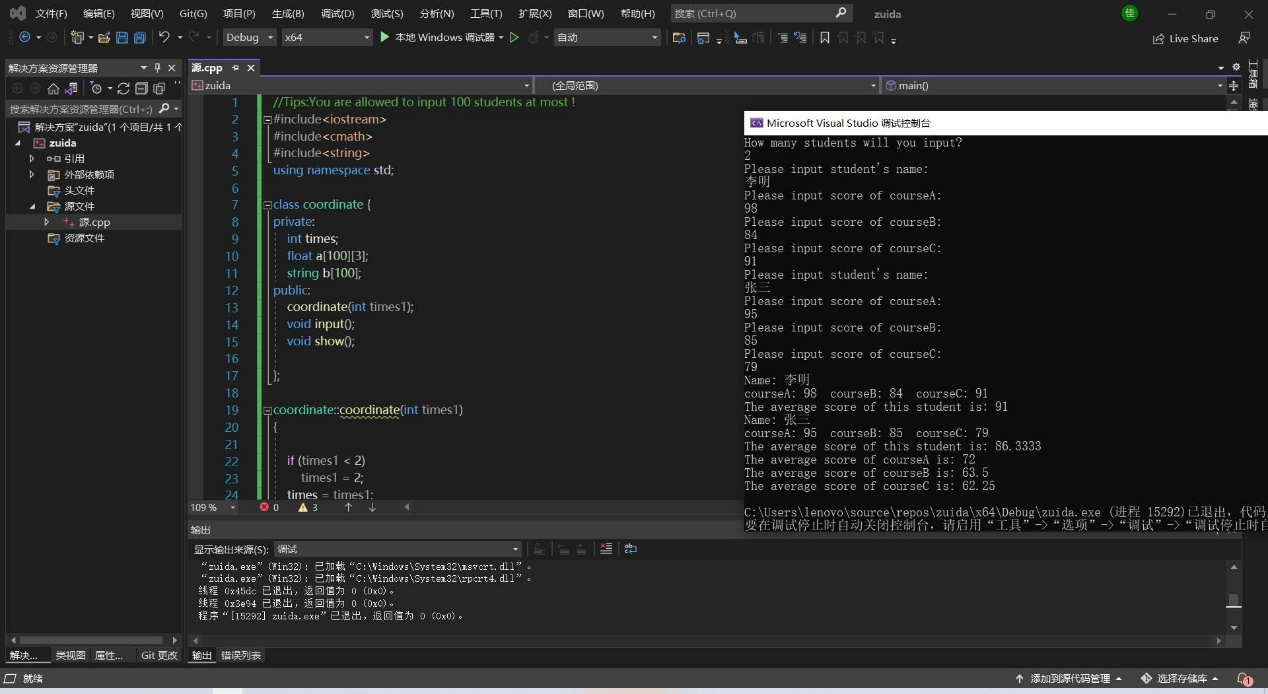 文件(F) 编辑(E) 视图(V) Git(G) 项目(P) 生成(B) 调试(D) 测试(S) 分析(N) 工具(T) 扩展(X) 窗口(W) 帮助(H) 搜索 (Ctrl+Q) zuida 佳
Debug x64 本地 Windows 调试器 自动 Live Share
解决方案资源管理器
搜索解决方案资源管理器(Ctrl+;)
解决方案"zuida"(1 个项目/共 1 个
zuida
引用
外部依赖项
头文件
源文件
源.cpp
资源文件
解决... 类视图 属性... Git 更改
源.cpp
zuida (全局范围) main()
1 //Tips:You are allowed to input 100 students at most !
2 #include<iostream>
3 #include<cmath>
4 #include<string>
5 using namespace std;
6
7 class coordinate {
8 private:
9 int times;
10 float a[100][3];
11 string b[100];
12 public:
13 coordinate(int times1);
14 void input();
15 void show();
16
17 };
18
19 coordinate::coordinate(int times1)
20 {
21
22 if (times1 < 2)
23 times1 = 2;
24 times = times1;
109 % 0 3
输出
显示输出来源(S): 调试
“zuida.exe”(Win32): 已加载“C:\Windows\System32\msvcrt.dll”。
“zuida.exe”(Win32): 已加载“C:\Windows\System32\rpcrt4.dll”。
线程 0x45dc 已退出，返回值为 0 (0x0)。
线程 0x3e94 已退出，返回值为 0 (0x0)。
程序“[15292] zuida.exe”已退出，返回值为 0 (0x0)。
输出 错误列表
Microsoft Visual Studio 调试控制台
How many students will you input?
2
Please input student's name:
李明
Please input score of courseA:
98
Please input score of courseB:
84
Please input score of courseC:
91
Please input student's name:
张三
Please input score of courseA:
95
Please input score of courseB:
85
Please input score of courseC:
79
Name: 李明
courseA: 98 courseB: 84 courseC: 91
The average score of this student is: 91
Name: 张三
courseA: 95 courseB: 85 courseC: 79
The average score of this student is: 86.3333
The average score of courseA is: 72
The average score of courseB is: 63.5
The average score of courseC is: 62.25
C:\Users\lenovo\source\repos\zuida\x64\Debug\zuida.exe (进程 15292)已退出，代码
要在调试停止时自动关闭控制台，请启用“工具”->“选项”->“调试”->“调试停止时自
工具箱
就绪 添加到源代码管理 选择存储库 1